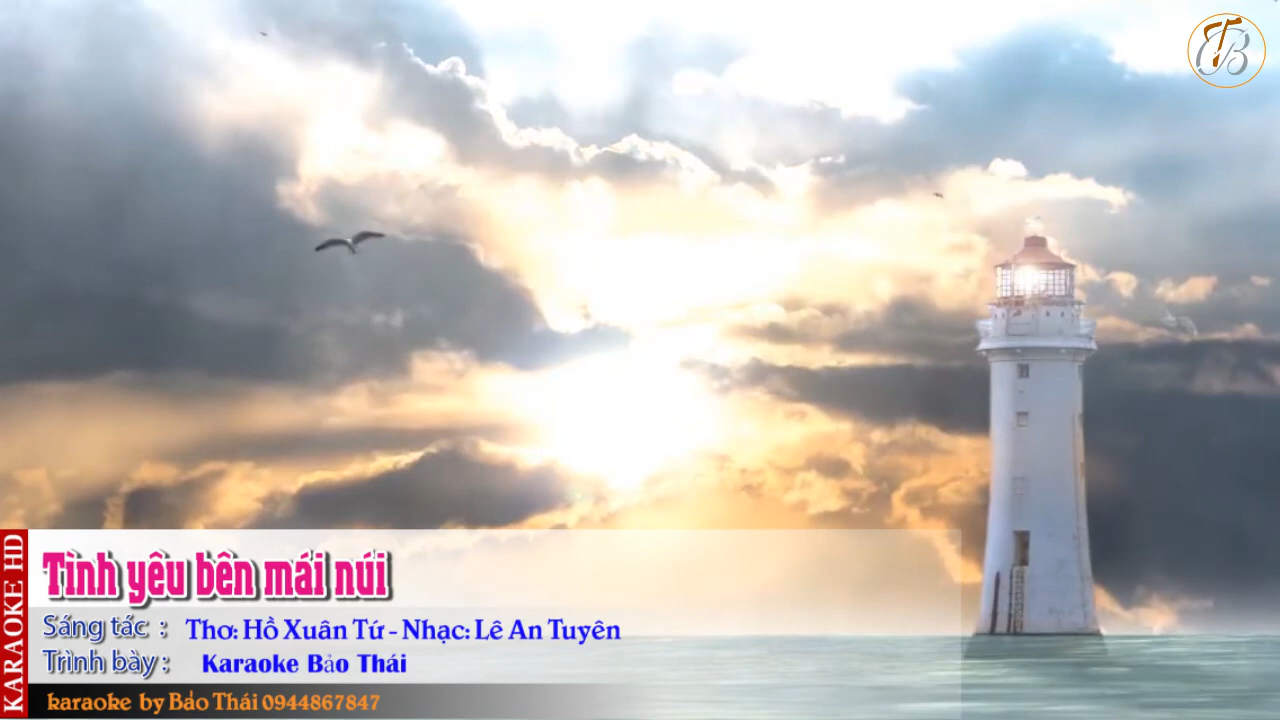 TB
KARAOKE HD
Tình yêu bên mái núi
Sáng tác : Thơ: Hồ Xuân Tứ - Nhạc: Lê An Tuyên
Trình bày : Karaoke Bảo Thái
karaoke by Bảo Thái 0944867847